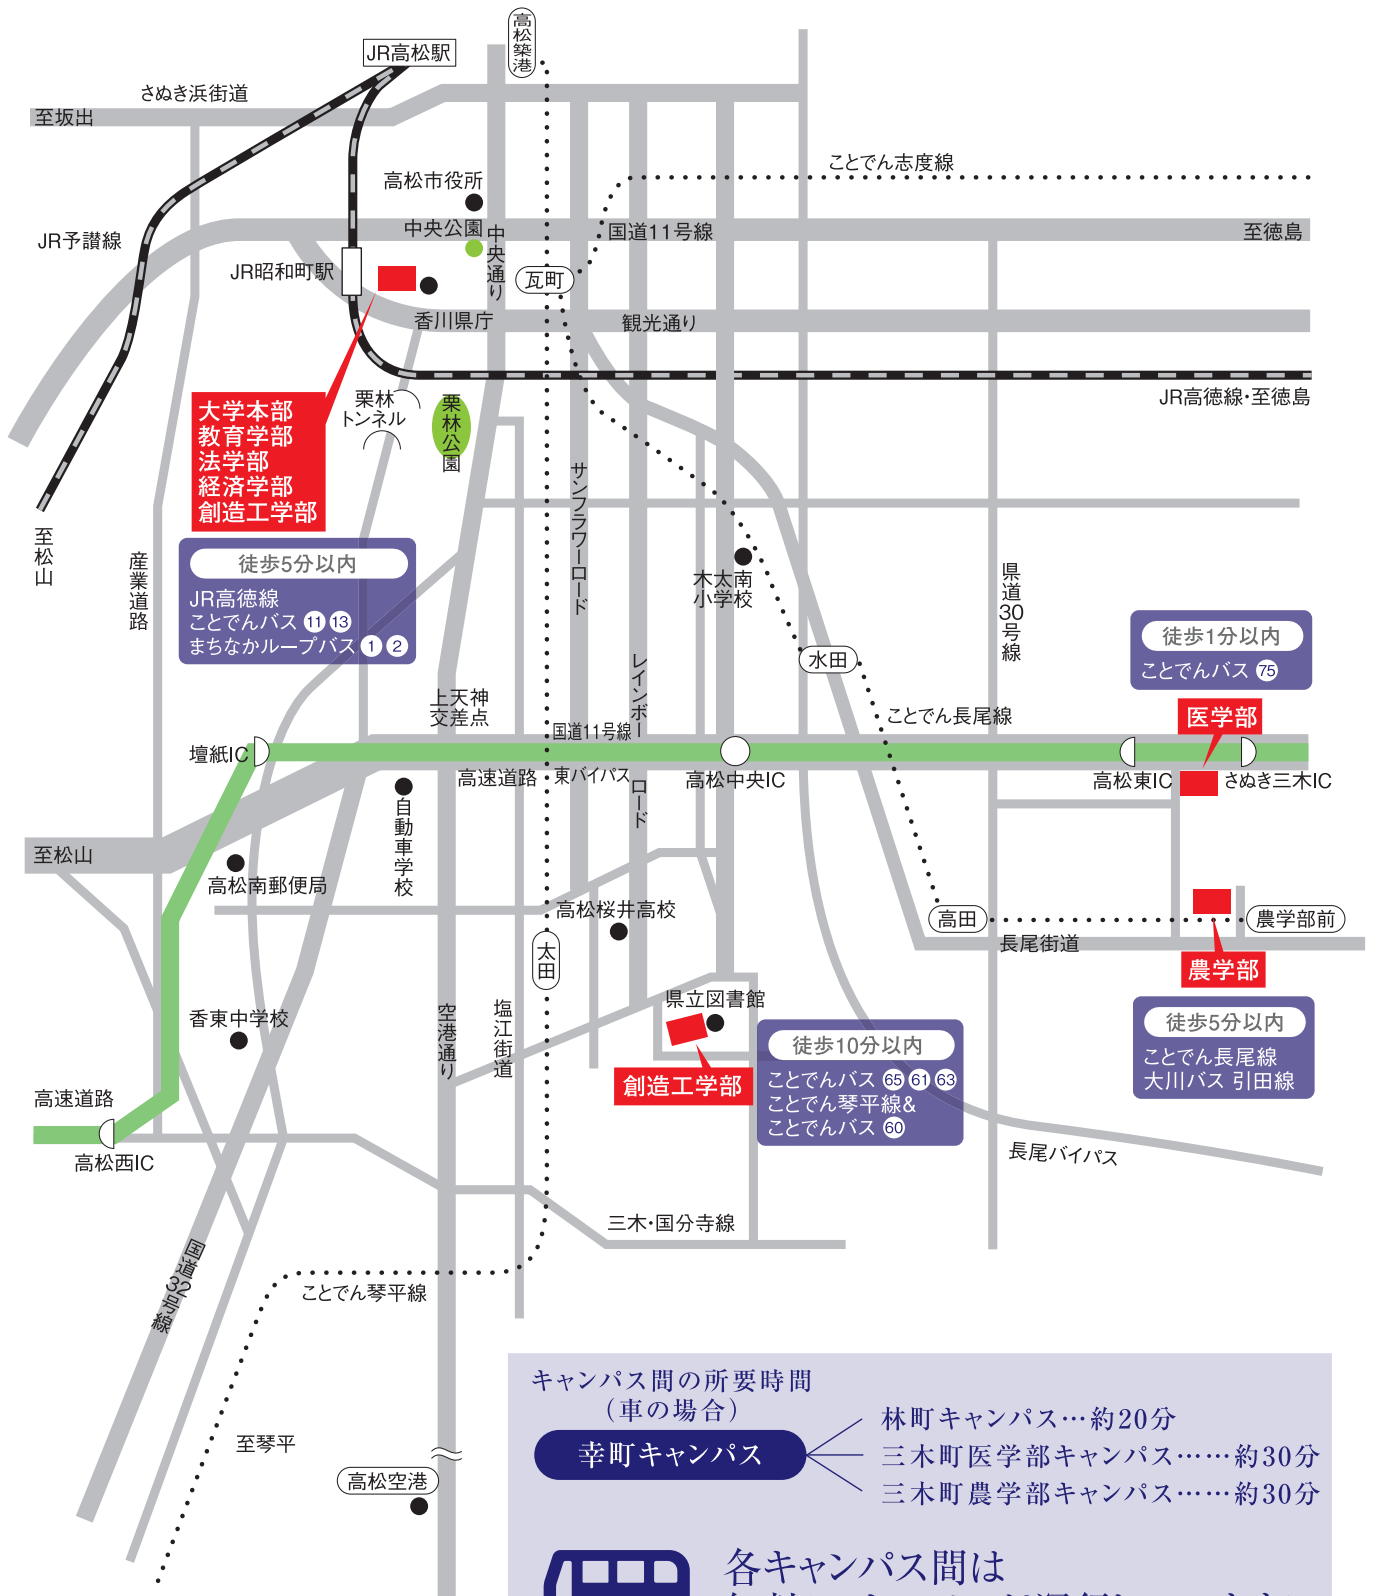 高松築港
JR高松駅
さぬき浜街道
至坂出
ことでん志度線
高松市役所
中央公園
中央通り
国道11号線
至徳島
JR予讃線
JR昭和町駅
瓦町
香川県庁
観光通り
JR高徳線・至徳島
大学本部
教育学部
法学部
経済学部
創造工学部
栗林
トンネル
栗林公園
サンフラワーロード
至松山
産業道路
徒歩5分以内
JR高徳線
ことでんバス 11 13
まちなかループバス 1 2
木太南
小学校
県道30号線
徒歩1分以内
ことでんバス 75
水田
レインボーロード
上天神
交差点
ことでん長尾線
医学部
国道11号線
東バイパス
壇紙IC
高速道路
高松中央IC
高松東IC
さぬき三木IC
自動車学校
至松山
高松南郵便局
高松桜井高校
高田
農学部前
長尾街道
太田
農学部
県立図書館
香東中学校
空港通り
塩江街道
創造工学部
徒歩10分以内
ことでんバス 65 61 63
ことでん琴平線&
ことでんバス 60
徒歩5分以内
ことでん長尾線
大川バス 引田線
高速道路
高松西IC
長尾バイパス
三木・国分寺線
国道32号線
ことでん琴平線
至琴平
高松空港
キャンパス間の所要時間
(車の場合)
幸町キャンパス
林町キャンパス…約20分
三木町医学部キャンパス……約30分
三木町農学部キャンパス……約30分
各キャンパス間は